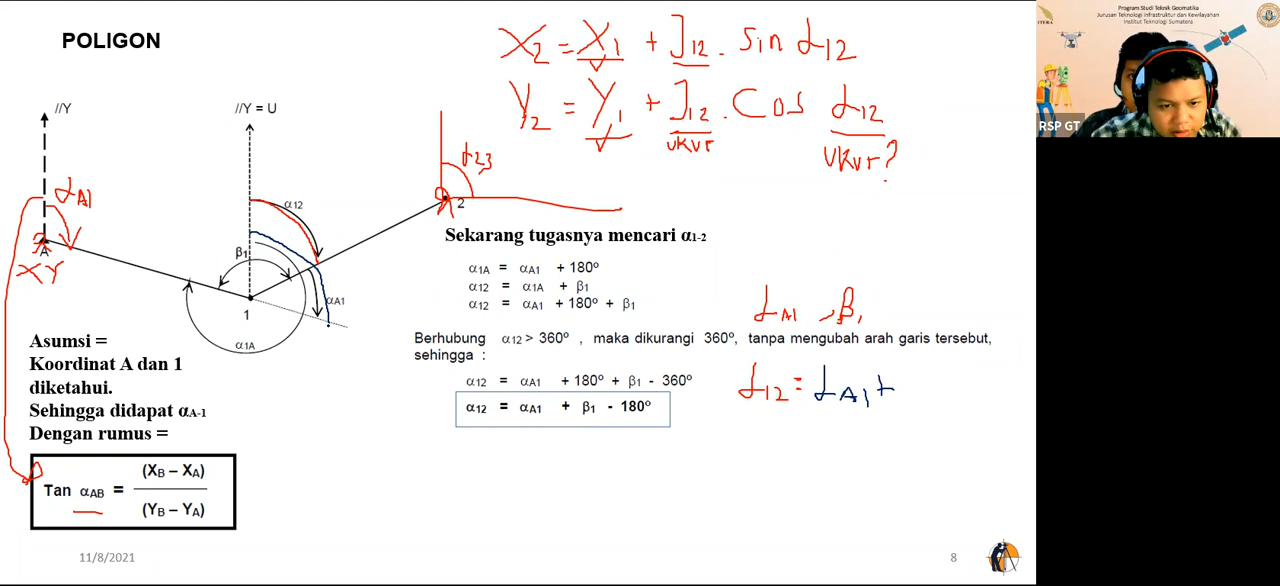 POLIGON
X2 = X1 + J12 . Sin α12
Y2 = Y1 + J12 . Cos α12
ukur ukur?
//Y
//Y = U
αA1
α12
α2,3
2
A
X Y
β1
αA1
1
α1A
Sekarang tugasnya mencari α1-2
α1A = αA1 + 180º
α12 = α1A + β1
α12 = αA1 + 180º + β1
αA1 , β1
Berhubung α12 > 360º , maka dikurangi 360º, tanpa mengubah arah garis tersebut,
sehingga :
α12 = αA1 + 180º + β1 - 360º
α12 = αA1 + β1 - 180º
α12 = αA1 +
Asumsi =
Koordinat A dan 1
diketahui.
Sehingga didapat αA-1
Dengan rumus =
Tan αAB = (XB – XA)
(YB – YA)
11/8/2021
8
Program Studi Teknik Geomatika
Jurusan Teknologi Infrastruktur dan Kewilayahan
Institut Teknologi Sumatera
ITERA
RSP GT